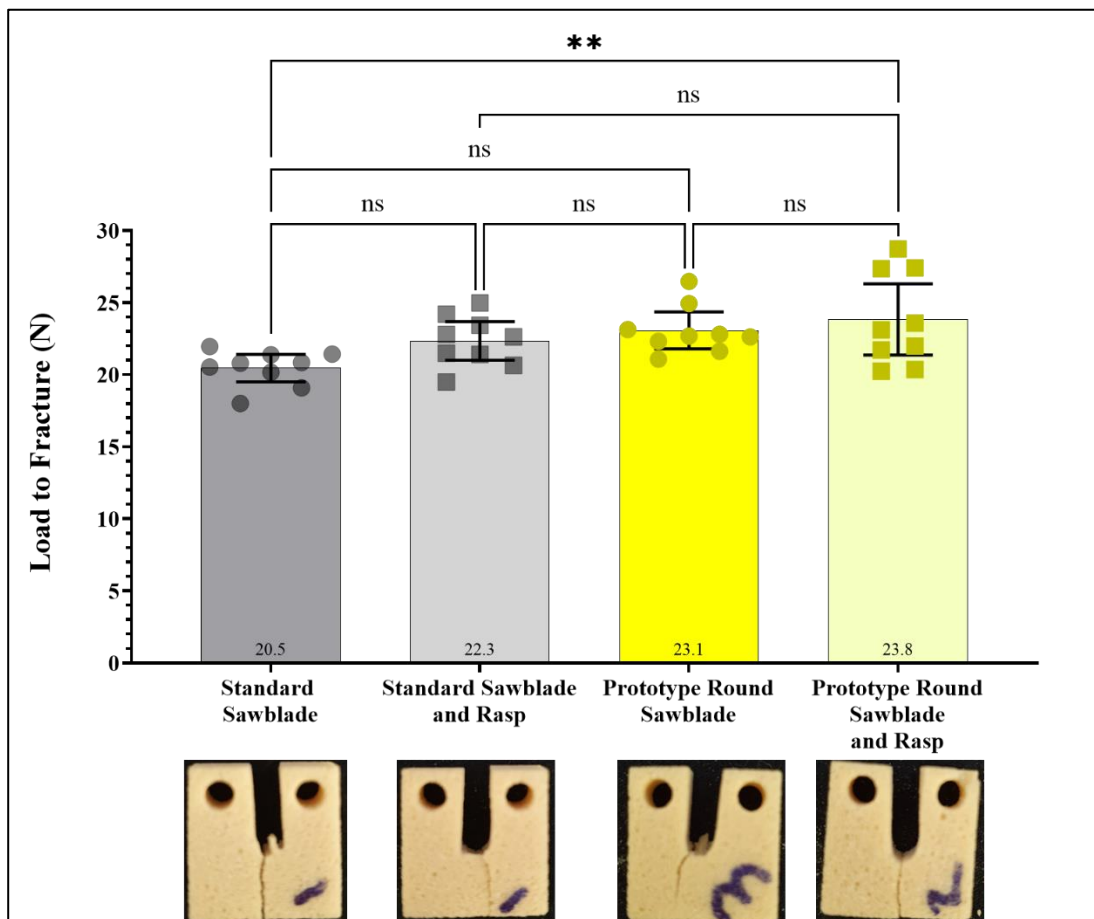 **
ns
ns
ns ns ns
30
25
20
15
10
5
0
Load to Fracture (N)
20.5 22.3 23.1 23.8
Standard
Sawblade
Standard Sawblade
and Rasp
Prototype Round
Sawblade
Prototype Round
Sawblade
and Rasp